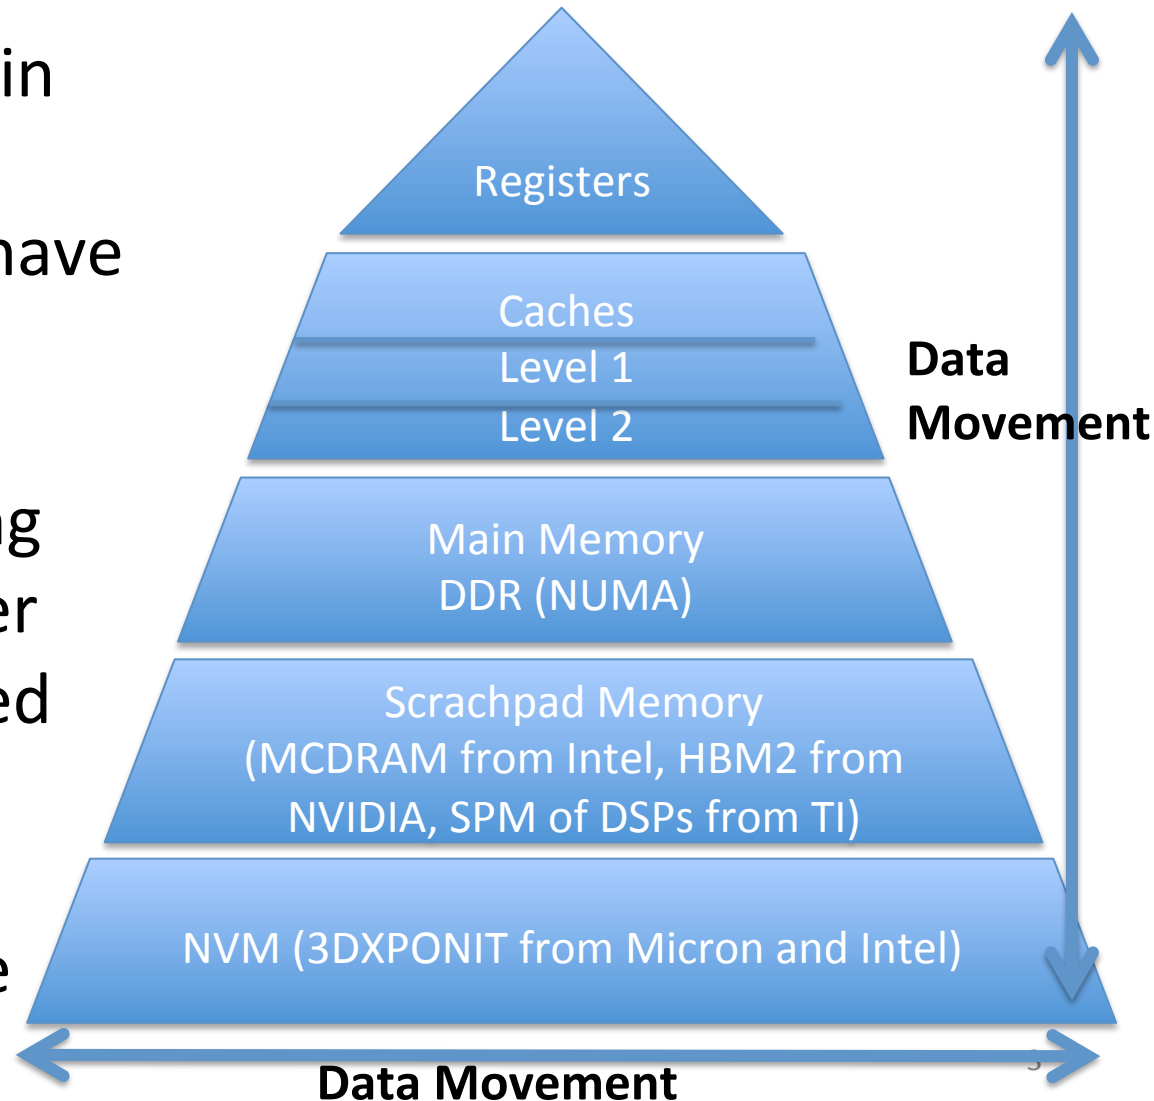 in
have
Registers
Caches
Level 1
Level 2
Data
Movement
ng
er
ed
Main Memory
DDR (NUMA)
Scrachpad Memory
(MCDRAM from Intel, HBM2 from
NVIDIA, SPM of DSPs from TI)
e
NVM (3DXPONIT from Micron and Intel)
Data Movement